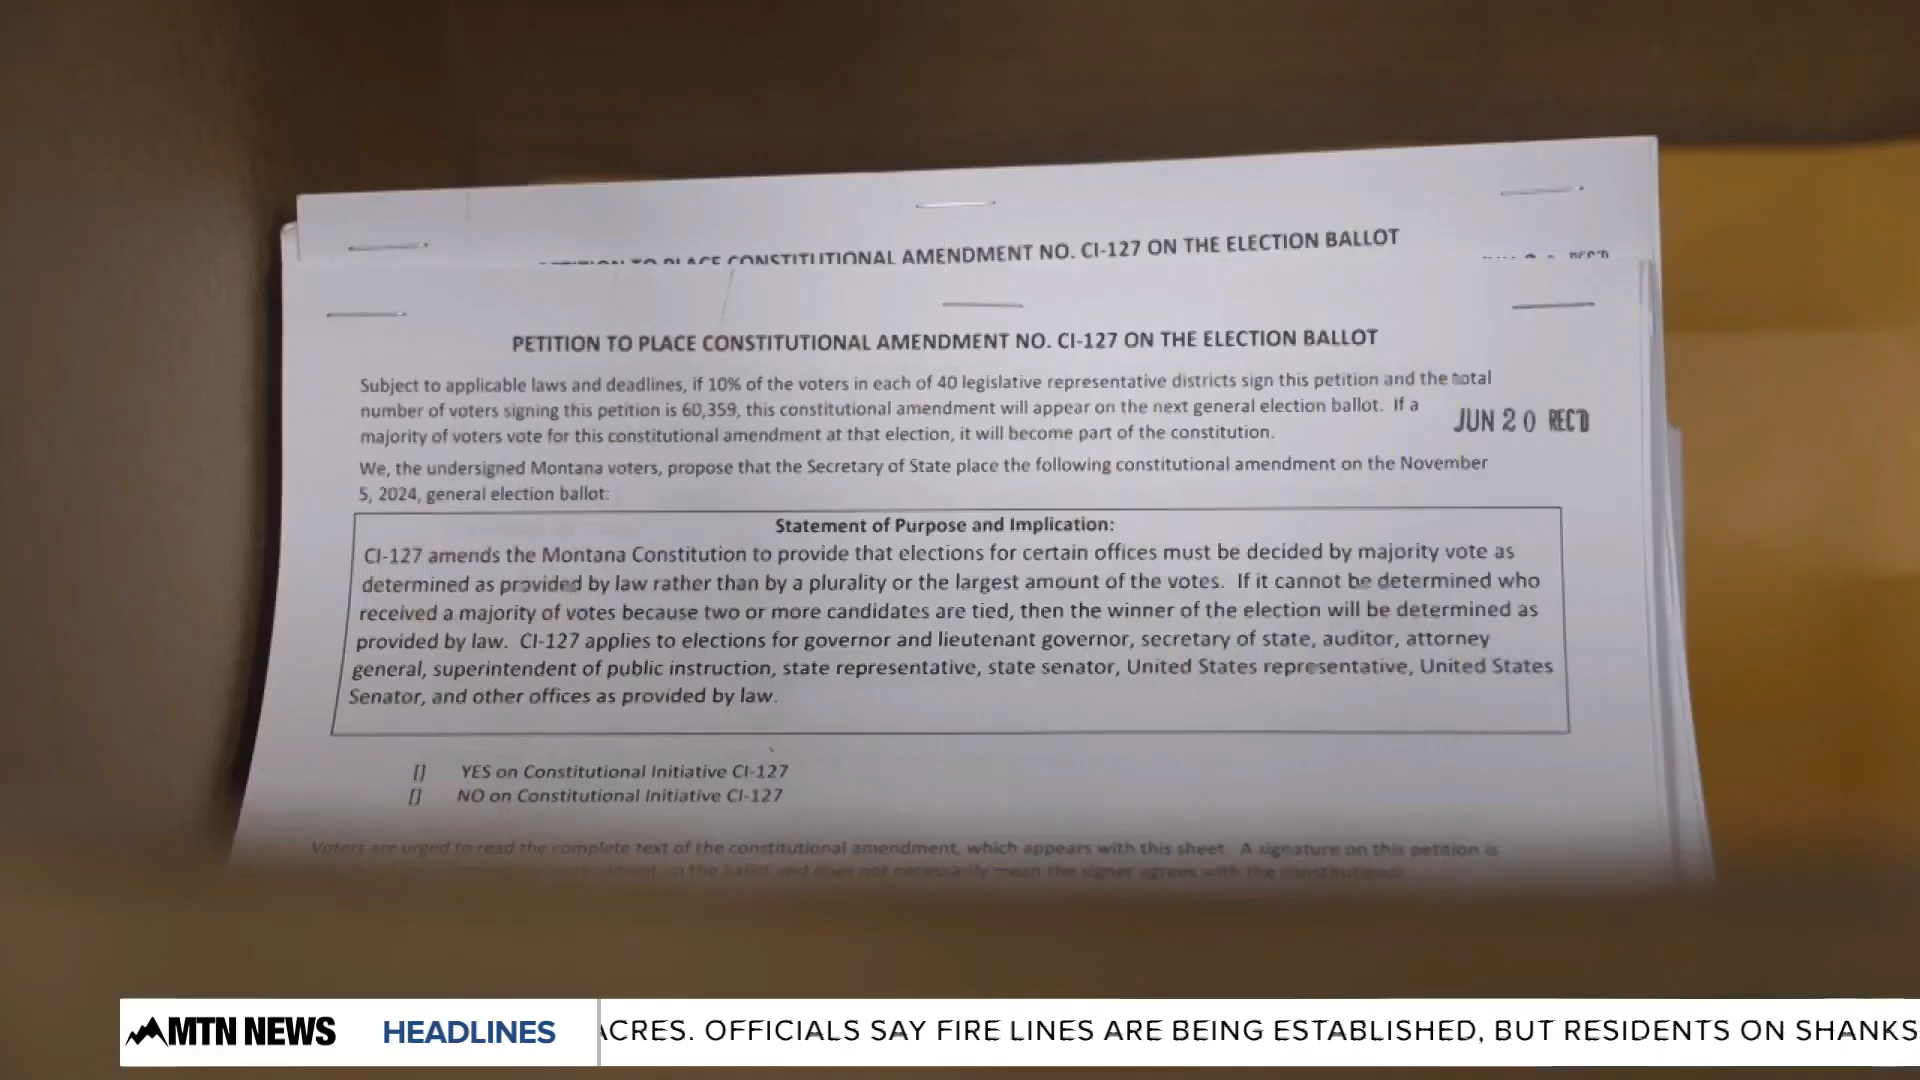 CONSTITUTIONAL AMENDMENT NO. CI-127 ON THE ELECTION BALLOT
PETITION TO PLACE CONSTITUTIONAL AMENDMENT NO. CI-127 ON THE ELECTION BALLOT
Subject to applicable laws and deadlines, if 10% of the voters in each of 40 legislative representative districts sign this petition and the total
number of voters signing this petition is 60,359, this constitutional amendment will appear on the next general election ballot. If a
majority of voters vote for this constitutional amendment at that election, it will become part of the constitution.
JUN 20 REC'D
We, the undersigned Montana voters, propose that the Secretary of State place the following constitutional amendment on the November
5, 2024, general election ballot:
Statement of Purpose and Implication:
CI-127 amends the Montana Constitution to provide that elections for certain offices must be decided by majority vote as
determined as provided by law rather than by a plurality or the largest amount of the votes. If it cannot be determined who
received a majority of votes because two or more candidates are tied, then the winner of the election will be determined as
provided by law. CI-127 applies to elections for governor and lieutenant governor, secretary of state, auditor, attorney
general, superintendent of public instruction, state representative, state senator, United States representative, United States
Senator, and other offices as provided by law.
[] YES on Constitutional Initiative CI-127
[] NO on Constitutional Initiative CI-127
Voters are urged to read the complete text of the constitutional amendment, which appears with this sheet. A signature on this petition is
on the ballot and does not necessarily mean the signer agrees with the constitutional
MTN NEWS HEADLINES ACRES. OFFICIALS SAY FIRE LINES ARE BEING ESTABLISHED, BUT RESIDENTS ON SHANKS